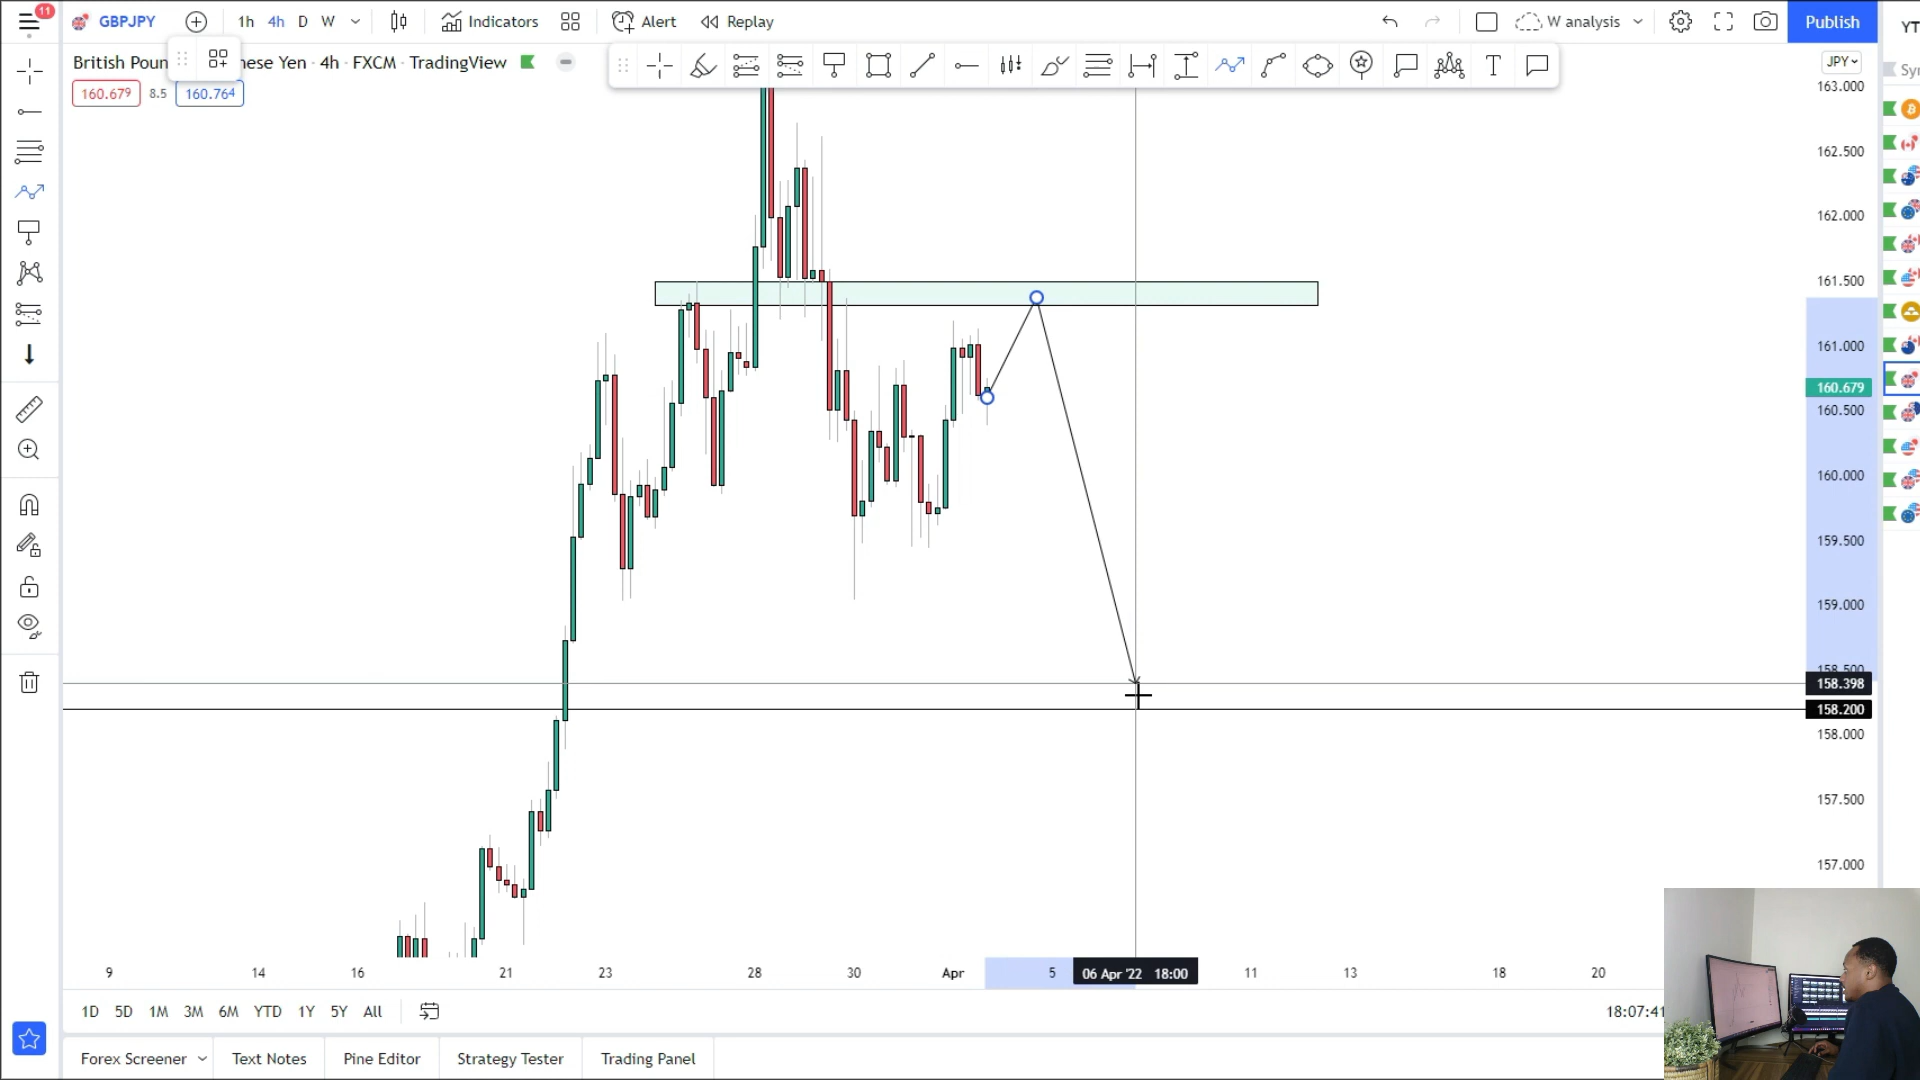 11
GBPJPY
1h 4h D W
Indicators
Alert
Replay
W analysis
Publish
YT
British Poun nese Yen · 4h · FXCM · TradingView
JPY
160.679 8.5 160.764
163.000
162.500
162.000
161.500
161.000
160.679
160.500
160.000
159.500
159.000
158.500
158.398
158.200
158.000
157.500
157.000
9 14 16 21 23 28 30 Apr 5 06 Apr '22 18:00 11 13 18 20
1D 5D 1M 3M 6M YTD 1Y 5Y All
18:07:41
Forex Screener Text Notes Pine Editor Strategy Tester Trading Panel